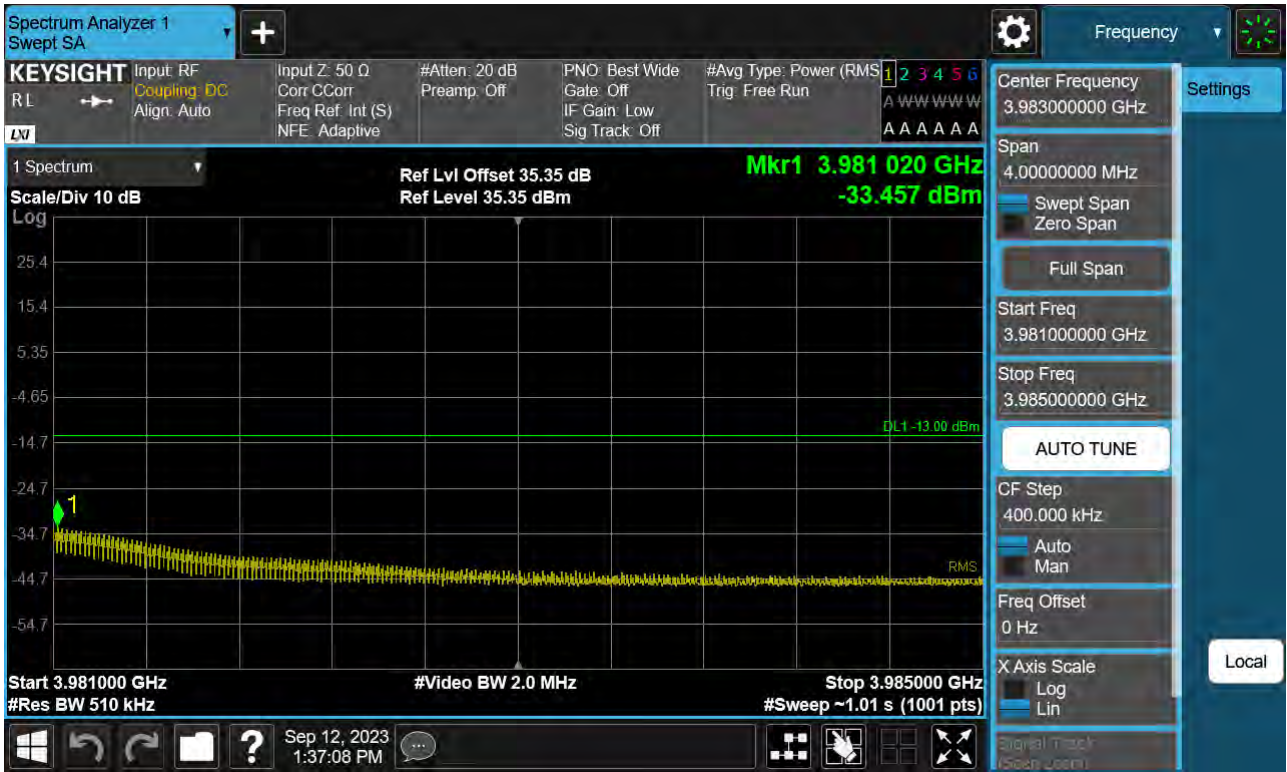 Spectrum Analyzer 1
Swept SA
+
Frequency
KEYSIGHT
RL
LXI
Input: RF
Coupling: DC
Align: Auto
Input Z: 50 Ω
Corr CCorr
Freq Ref: Int (S)
NFE: Adaptive
#Atten: 20 dB
Preamp: Off
PNO: Best Wide
Gate: Off
IF Gain: Low
Sig Track: Off
#Avg Type: Power (RMS
Trig: Free Run
1 2 3 4 5 6
A W W W W W
A A A A A A
1 Spectrum
Scale/Div 10 dB
Log
Ref Lvl Offset 35.35 dB
Ref Level 35.35 dBm
Mkr1 3.981 020 GHz
-33.457 dBm
25.4
15.4
5.35
-4.65
DL1 -13.00 dBm
-14.7
-24.7
1
-34.7
RMS
-44.7
-54.7
Start 3.981000 GHz
#Res BW 510 kHz
#Video BW 2.0 MHz
Stop 3.985000 GHz
#Sweep ~1.01 s (1001 pts)
Center Frequency
3.983000000 GHz
Span
4.00000000 MHz
Swept Span
Zero Span
Full Span
Start Freq
3.981000000 GHz
Stop Freq
3.985000000 GHz
AUTO TUNE
CF Step
400.000 kHz
Auto
Man
Freq Offset
0 Hz
X Axis Scale
Log
Lin
Signal Track
(Span Zoom)
Settings
Local
?
Sep 12, 2023
1:37:08 PM